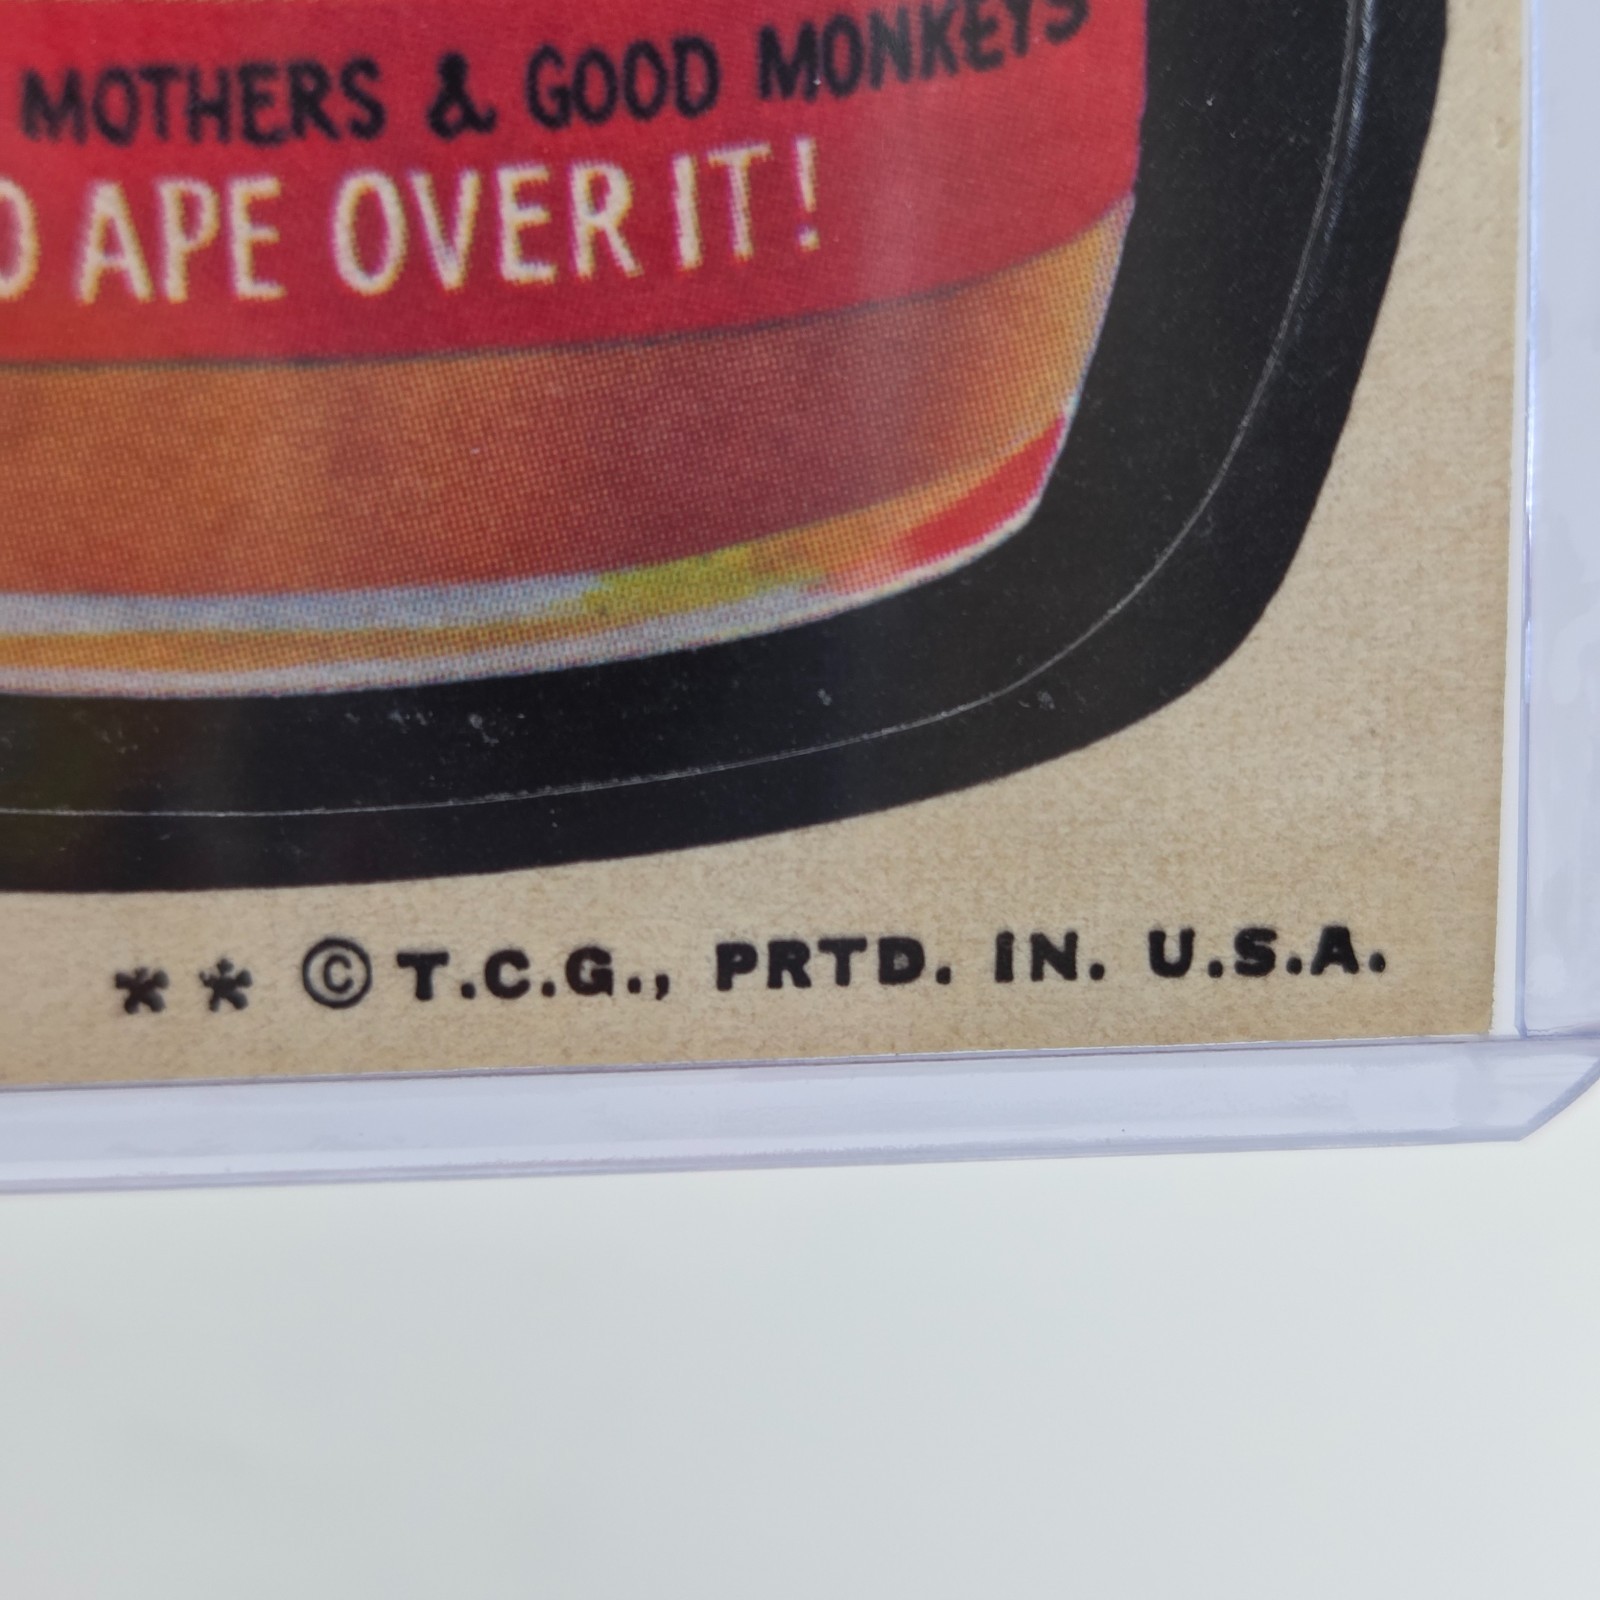 MOTHERS & GOOD MONKEYS
O APE OVER IT!
** © T.C.G., PRTD. IN. U.S.A.